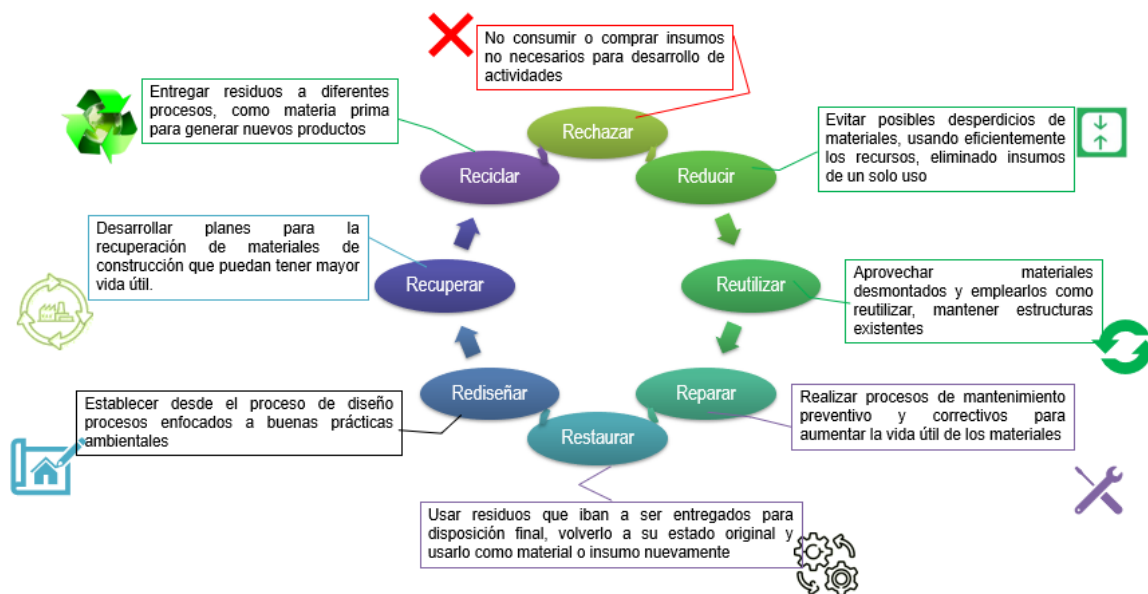 No consumir o comprar insumos
no necesarios para desarrollo de
actividades
Rechazar
Evitar posibles desperdicios de
materiales, usando eficientemente
los recursos, eliminado insumos
de un solo uso
Reducir
Aprovechar materiales
desmontados y emplearlos como
reutilizar, mantener estructuras
existentes
Reutilizar
Realizar procesos de mantenimiento
preventivo y correctivos para
aumentar la vida útil de los materiales
Reparar
Usar residuos que iban a ser entregados para
disposición final, volverlo a su estado original y
usarlo como material o insumo nuevamente
Restaurar
Establecer desde el proceso de diseño
procesos enfocados a buenas prácticas
ambientales
Rediseñar
Desarrollar planes para la
recuperación de materiales de
construcción que puedan tener mayor
vida útil.
Recuperar
Entregar residuos a diferentes
procesos, como materia prima
para generar nuevos productos
Reciclar